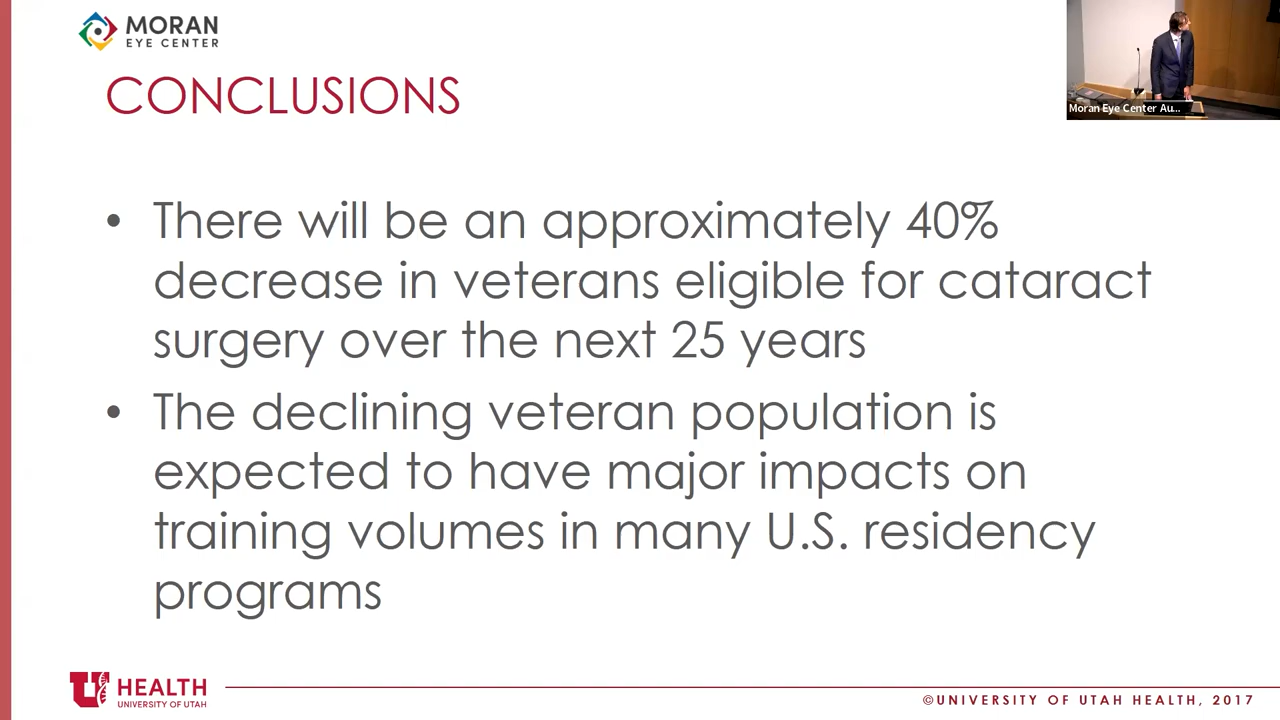 MORAN
EYE CENTER
CONCLUSIONS
Moran Eye Center Au...
• There will be an approximately 40%
decrease in veterans eligible for cataract
surgery over the next 25 years
• The declining veteran population is
expected to have major impacts on
training volumes in many U.S. residency
programs
U HEALTH
UNIVERSITY OF UTAH
©UNIVERSITY OF UTAH HEALTH, 2017